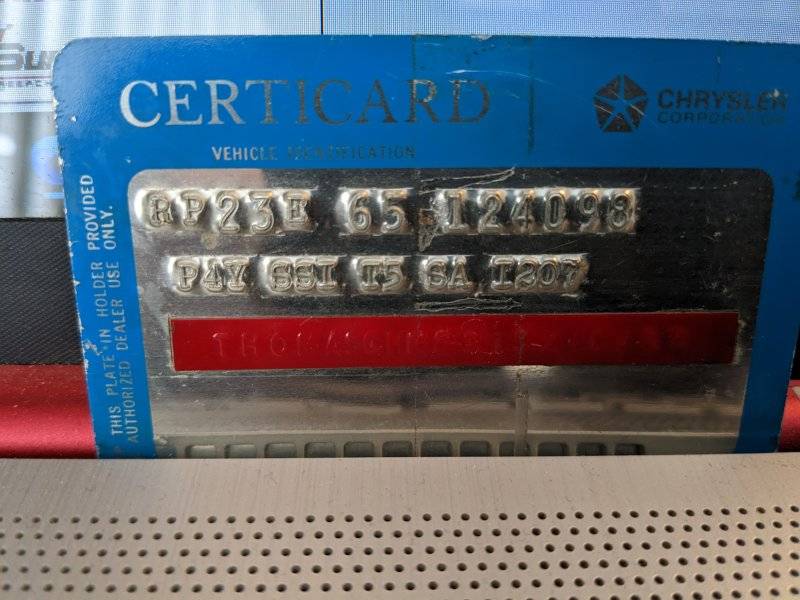 CERTICARD
CHRYSLER
CORPORATION
VEHICLE IDENTIFICATION
THIS PLATE IN HOLDER PROVIDED
AUTHORIZED DEALER USE ONLY.
RP23E 65 124098
P4Y SSI T5 SA I207